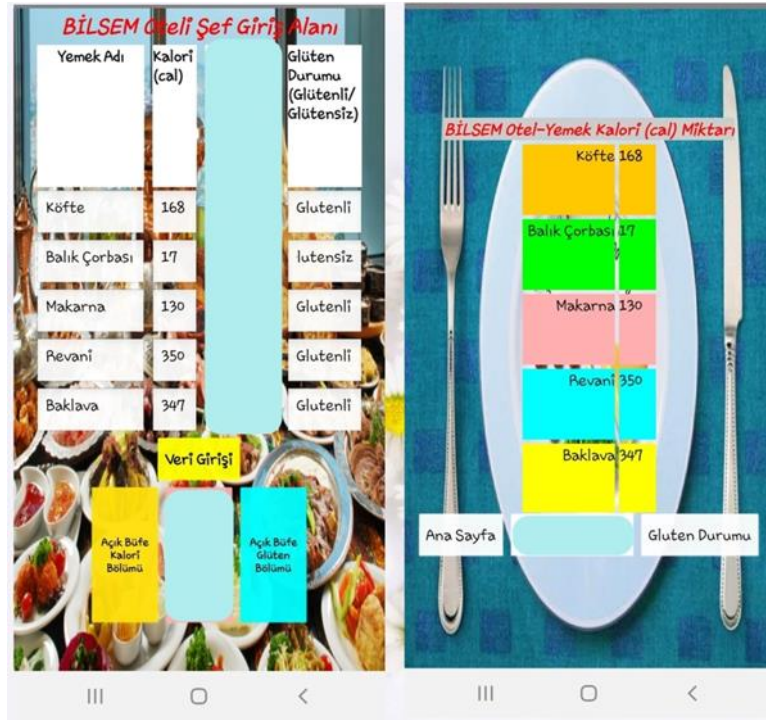 BİLSEM Oteli Şef Giriş Alanı
Yemek Adı
Kalori
(cal)
Glüten
Durumu
(Glütenli/
Glütensiz)
Köfte 168 Glutenli
Balık Çorbası 17 lutensiz
Makarna 130 Glutenli
Revani 350 Glutenli
Baklava 347 Glutenli
Veri Girişi
Açık Büfe
Kalori
Bölümü
Açık Büfe
Glüten
Bölümü
BİLSEM Otel-Yemek Kalori (cal) Miktarı
Köfte 168
Balık Çorbası 17
Makarna 130
Revani 350
Baklava 347
Ana Sayfa
Gluten Durumu